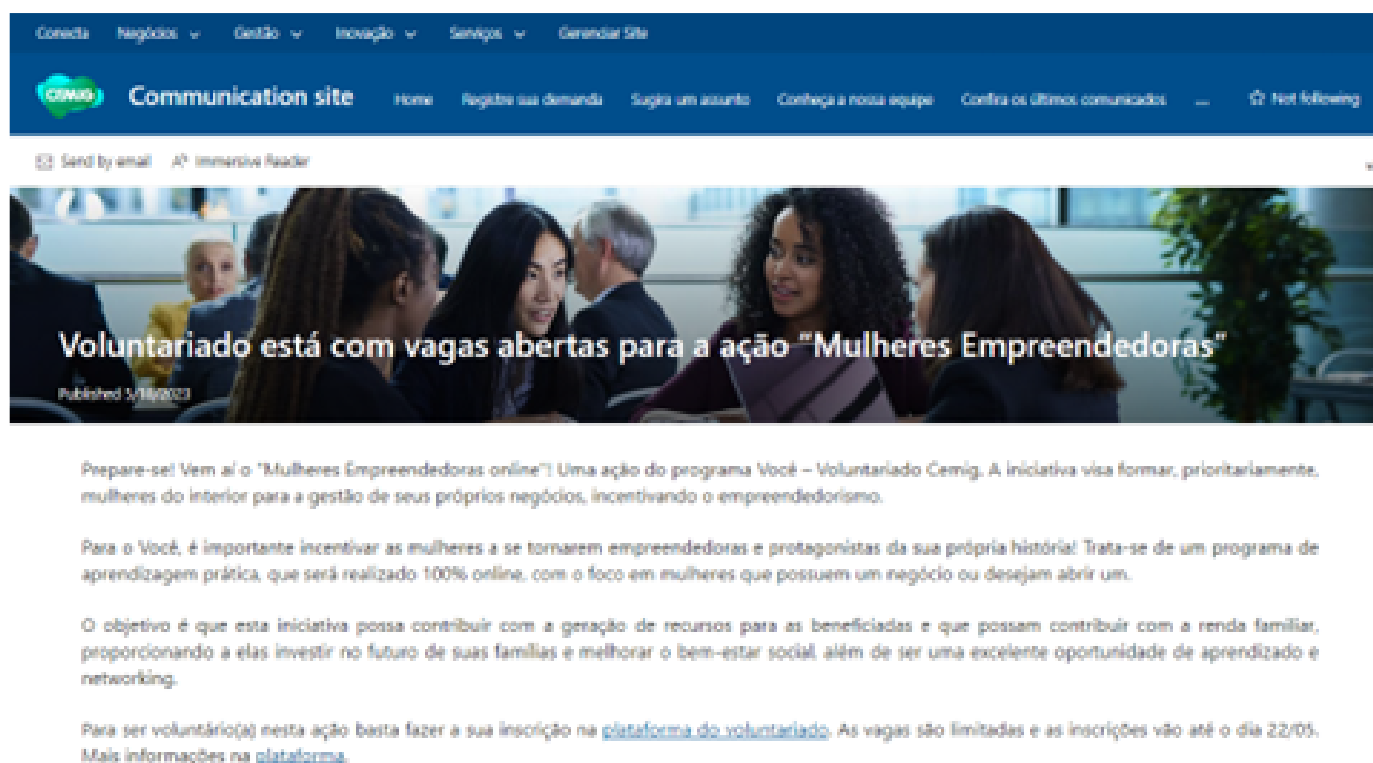 Conecta Negócios Gestão Inovação Serviços Gerenciar Site
CEMIG Communication site Home Registre sua demanda Sugira um assunto Conheça a nossa equipe Confira os últimos comunicados ... Not following
Send by email Immersive Reader
Voluntariado está com vagas abertas para a ação "Mulheres Empreendedoras"
Published
Prepare-se! Vem aí o "Mulheres Empreendedoras online"! Uma ação do programa Você – Voluntariado Cemig. A iniciativa visa formar, prioritariamente,
mulheres do interior para a gestão de seus próprios negócios, incentivando o empreendedorismo.
Para o Você, é importante incentivar as mulheres a se tornarem empreendedoras e protagonistas da sua própria história! Trata-se de um programa de
aprendizagem prática, que será realizado 100% online, com o foco em mulheres que possuem um negócio ou desejam abrir um.
O objetivo é que esta iniciativa possa contribuir com a geração de recursos para as beneficiadas e que possam contribuir com a renda familiar,
proporcionando a elas investir no futuro de suas famílias e melhorar o bem-estar social, além de ser uma excelente oportunidade de aprendizado e
networking.
Para ser voluntário(a) nesta ação basta fazer a sua inscrição na plataforma do voluntariado. As vagas são limitadas e as inscrições vão até o dia 22/05.
Mais informações na plataforma.